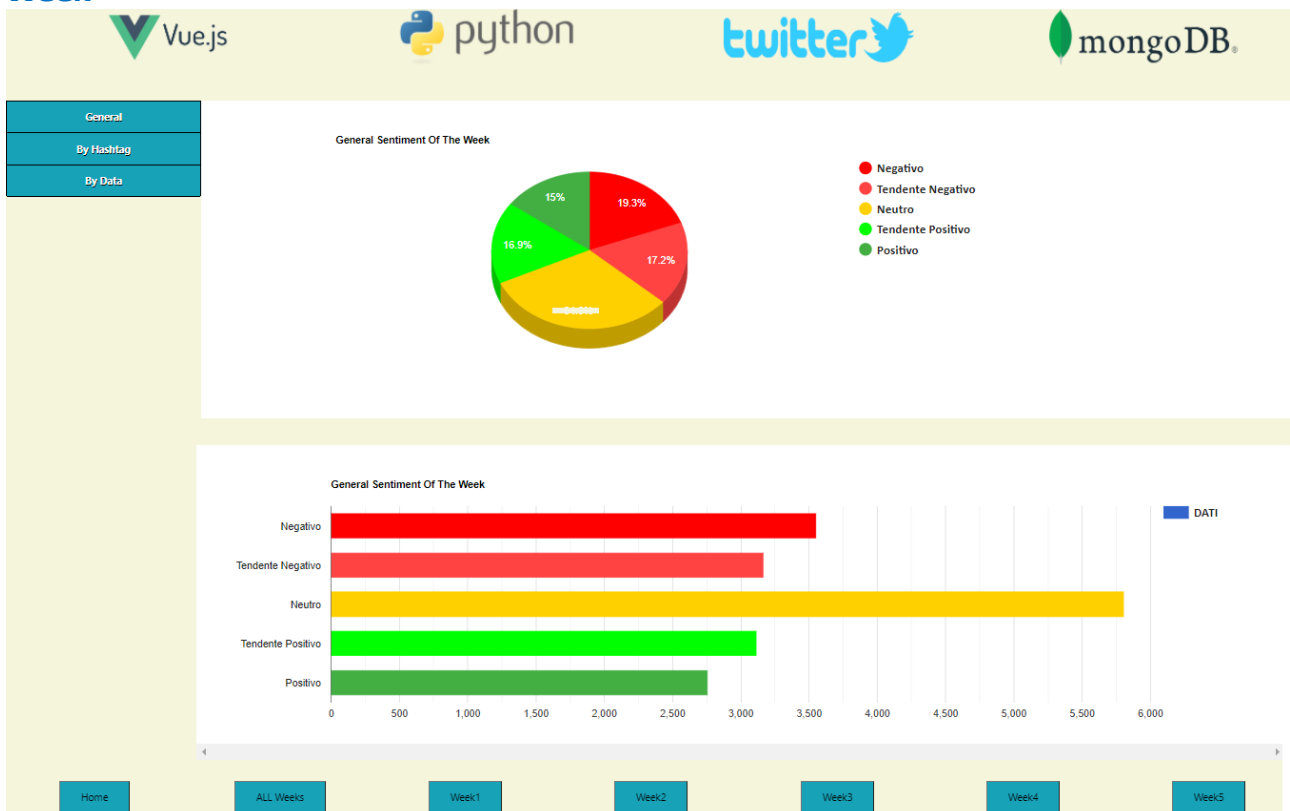 Week
Vue.js
python
twitter
mongoDB®
General
By Hashtag
By Data
General Sentiment Of The Week
15%
19.3%
16.9%
17.2%
Negativo
Tendente Negativo
Neutro
Tendente Positivo
Positivo
General Sentiment Of The Week
DATI
Negativo
Tendente Negativo
Neutro
Tendente Positivo
Positivo
0 500 1,000 1,500 2,000 2,500 3,000 3,500 4,000 4,500 5,000 5,500 6,000
Home
ALL Weeks
Week1
Week2
Week3
Week4
Week5